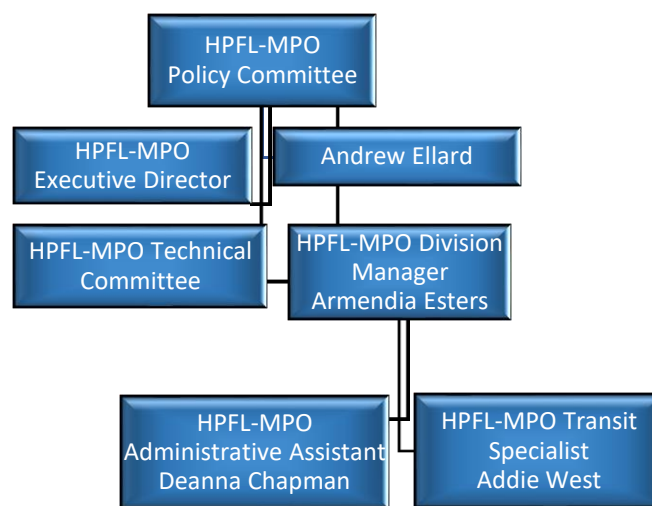 HPFL-MPO
Policy Committee
HPFL-MPO
Executive Director
Andrew Ellard
HPFL-MPO Technical
Committee
HPFL-MPO Division
Manager
Armendia Esters
HPFL-MPO
Administrative Assistant
Deanna Chapman
HPFL-MPO Transit
Specialist
Addie West